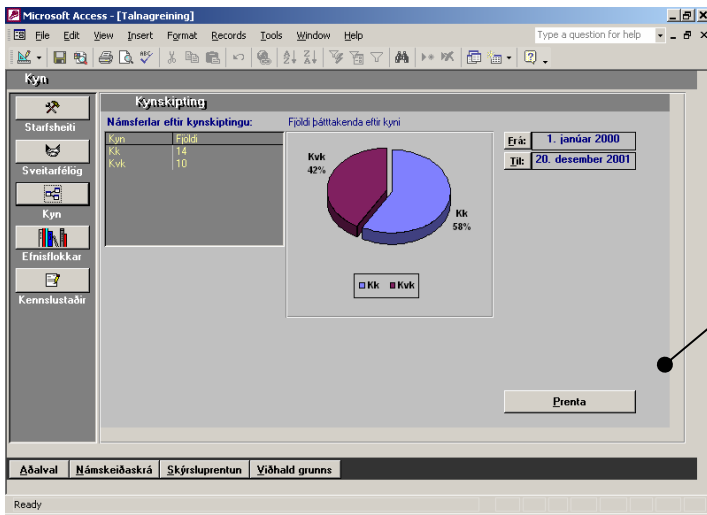 Microsoft Access - [Talnagreining]
File Edit View Insert Format Records Tools Window Help
Type a question for help
Kyn
Starfsheiti
Sveitarfélög
Kyn
Efnisflokkar
Kennslustaðir
Kynskipting
Námsferlar eftir kynskiptingu:
Kyn Fjöldi
Kk 14
Kvk 10
Fjöldi þátttakenda eftir kyni
Kvk
42%
Kk
58%
Kk Kvk
Frá: 1. janúar 2000
Til: 20. desember 2001
Prenta
Aðalval Námskeiðaskrá Skýrsluprentun Viðhald grunns
Ready